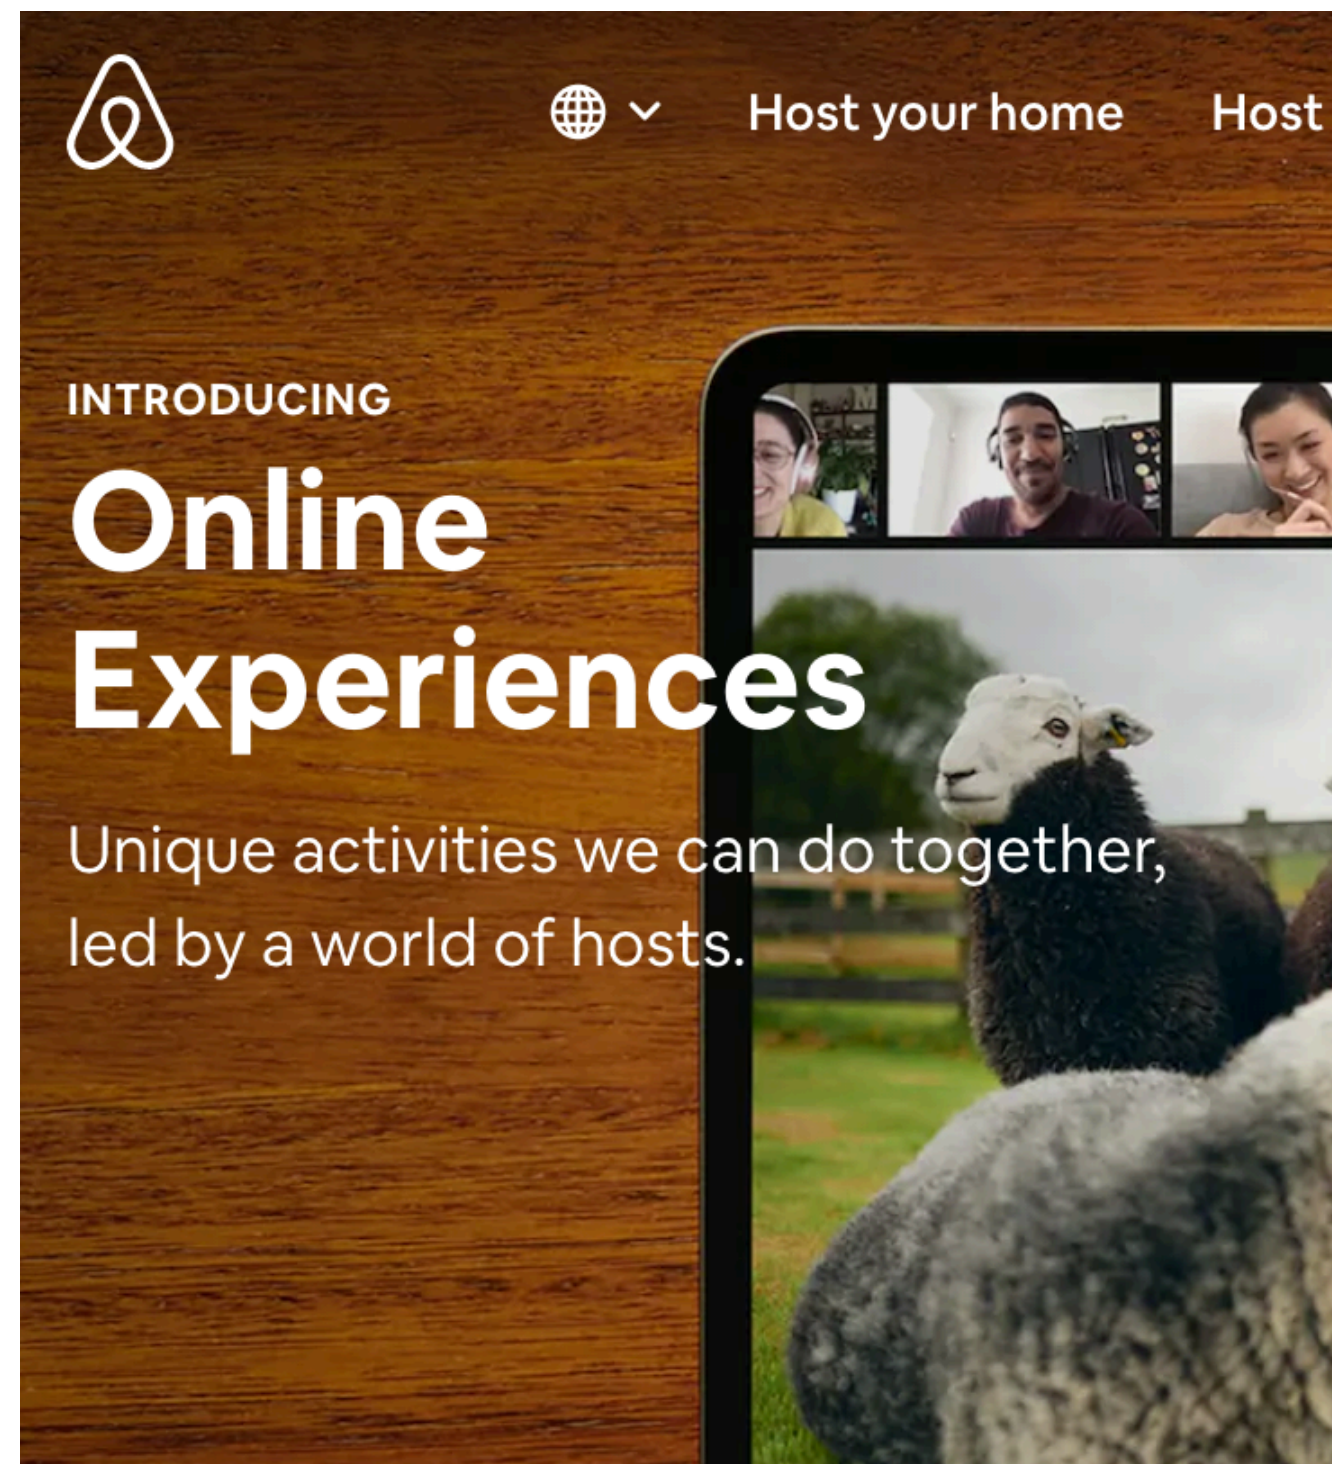 Host your home
Host
INTRODUCING
Online
Experiences
Unique activities we can do together,
led by a world of hosts.